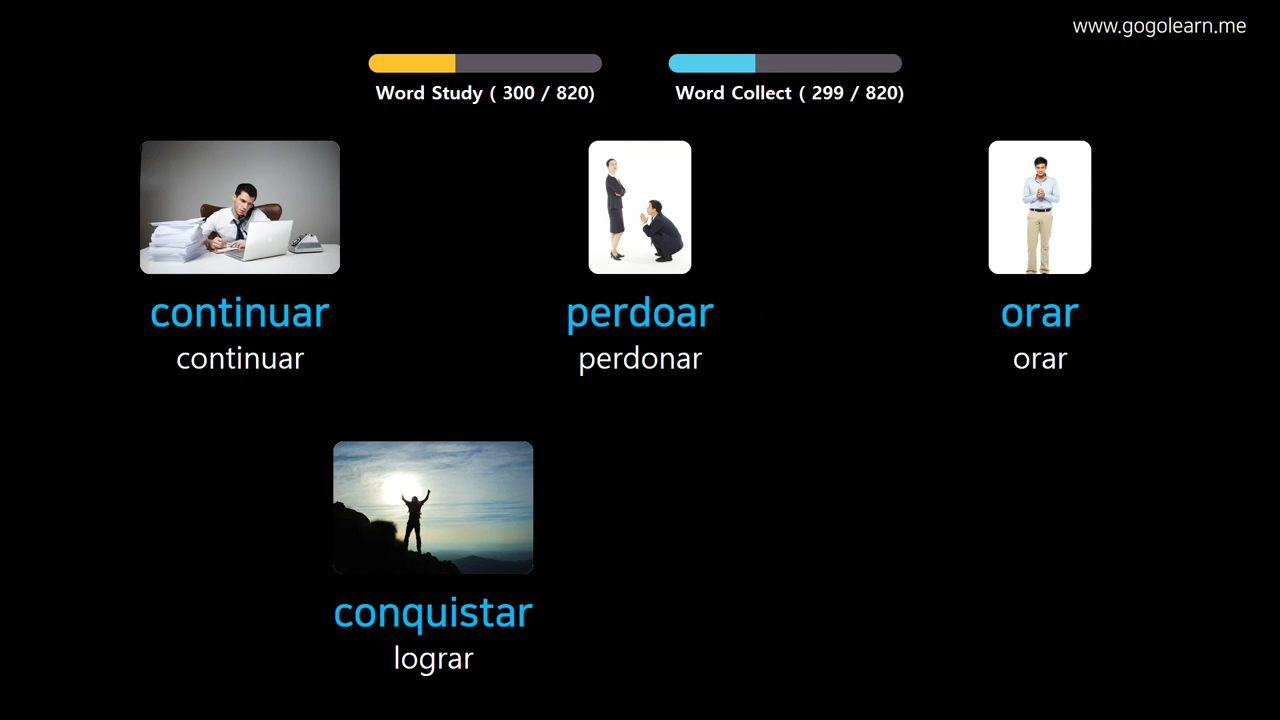 www.gogolearn.me
Word Study ( 300 / 820)
Word Collect ( 299 / 820)
continuar
continuar
perdoar
perdonar
orar
orar
conquistar
lograr